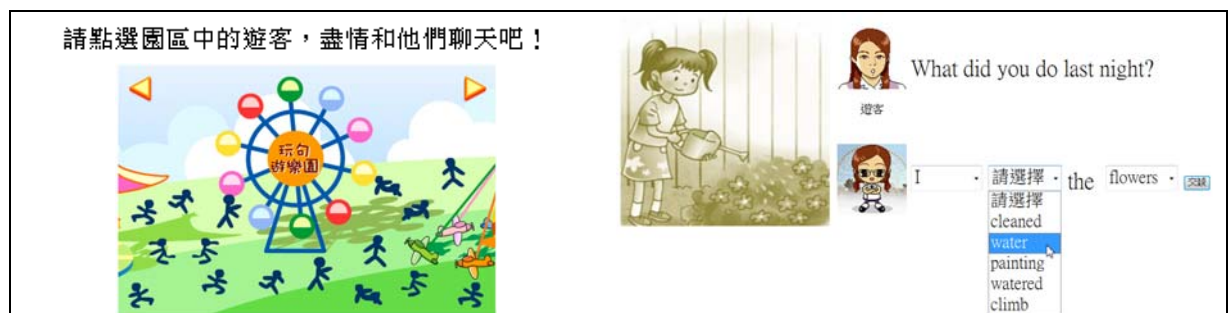 請點選園區中的遊客，盡情和他們聊天吧！
玩句
遊樂園
What did you do last night?
遊客
I 請選擇 the flowers 交談
請選擇
cleaned
water
painting
watered
climb